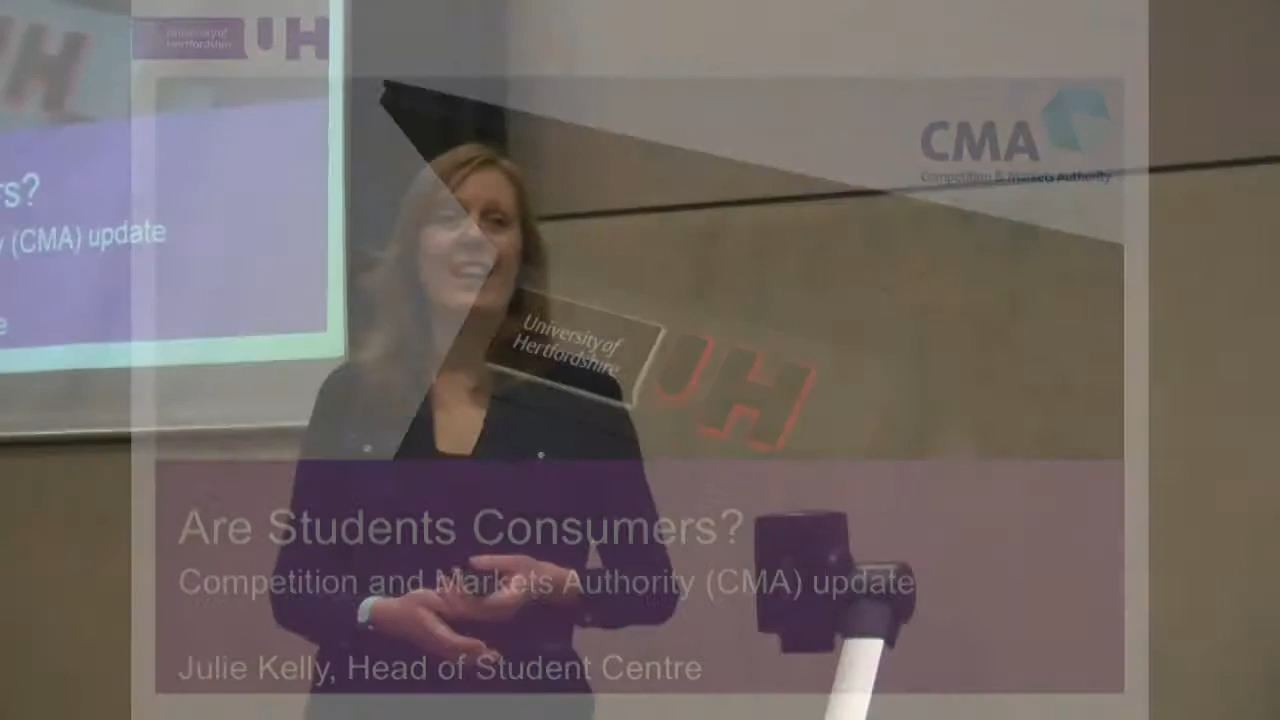 University of
Hertfordshire
UH
H
CMA
Competition & Markets Authority
rs?
(CMA) update
e
University of
Hertfordshire
UH
Are Students Consumers?
Competition and Markets Authority (CMA) update
Julie Kelly, Head of Student Centre